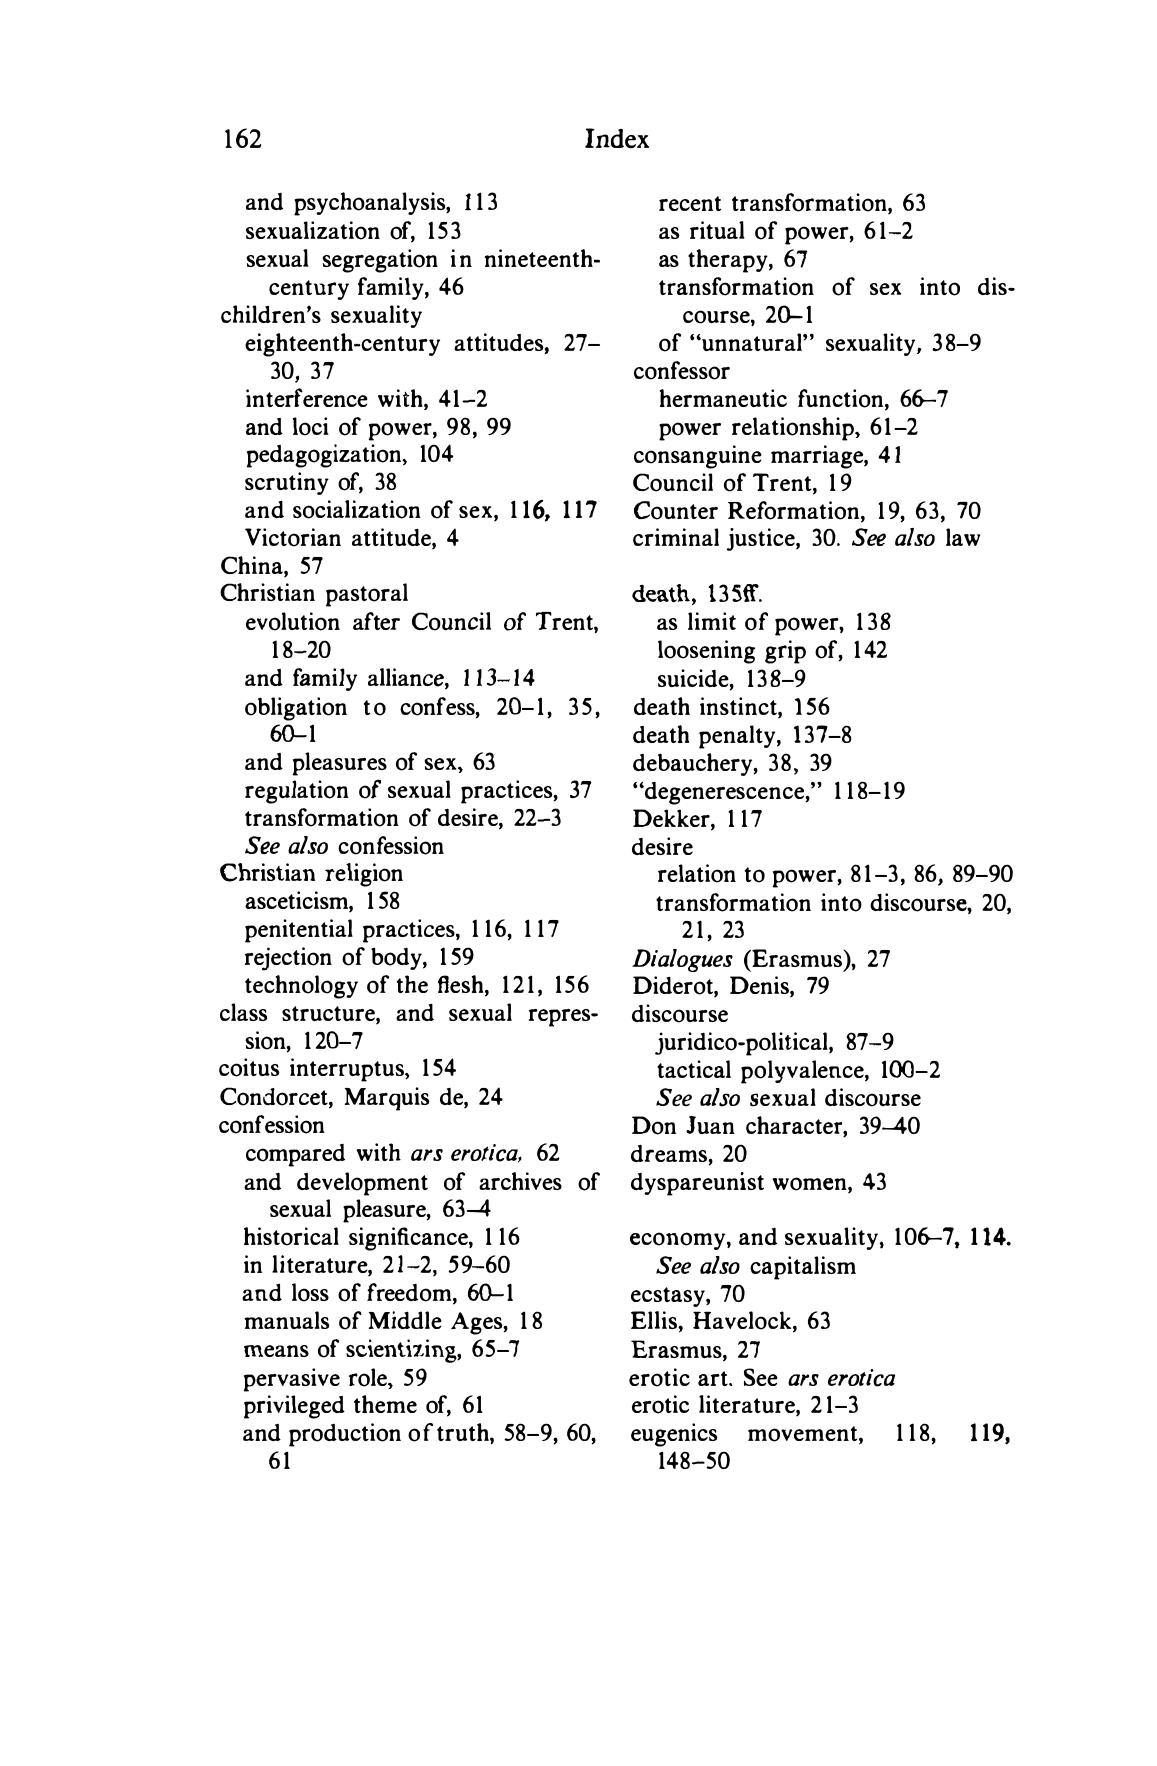 162 Index
and psychoanalysis, 113
sexualization of, 153
sexual segregation in nineteenth-
century family, 46
children's sexuality
eighteenth-century attitudes, 27–
30, 37
interference with, 41–2
and loci of power, 98, 99
pedagogization, 104
scrutiny of, 38
and socialization of sex, 116, 117
Victorian attitude, 4
China, 57
Christian pastoral
evolution after Council of Trent,
18–20
and family alliance, 113–14
obligation to confess, 20–1, 35,
60–1
and pleasures of sex, 63
regulation of sexual practices, 37
transformation of desire, 22–3
See also confession
Christian religion
asceticism, 158
penitential practices, 116, 117
rejection of body, 159
technology of the flesh, 121, 156
class structure, and sexual repres-
sion, 120–7
coitus interruptus, 154
Condorcet, Marquis de, 24
confession
compared with ars erotica, 62
and development of archives of
sexual pleasure, 63–4
historical significance, 116
in literature, 21–2, 59–60
and loss of freedom, 60–1
manuals of Middle Ages, 18
means of scientizing, 65–7
pervasive role, 59
privileged theme of, 61
and production of truth, 58–9, 60,
61
recent transformation, 63
as ritual of power, 61–2
as therapy, 67
transformation of sex into dis-
course, 20–1
of “unnatural” sexuality, 38–9
confessor
hermaneutic function, 66–7
power relationship, 61–2
consanguine marriage, 41
Council of Trent, 19
Counter Reformation, 19, 63, 70
criminal justice, 30. See also law
death, 135ff.
as limit of power, 138
loosening grip of, 142
suicide, 138–9
death instinct, 156
death penalty, 137–8
debauchery, 38, 39
“degenerescence,” 118–19
Dekker, 117
desire
relation to power, 81–3, 86, 89–90
transformation into discourse, 20,
21, 23
Dialogues (Erasmus), 27
Diderot, Denis, 79
discourse
juridico-political, 87–9
tactical polyvalence, 100–2
See also sexual discourse
Don Juan character, 39–40
dreams, 20
dyspareunist women, 43
economy, and sexuality, 106–7, 114.
See also capitalism
ecstasy, 70
Ellis, Havelock, 63
Erasmus, 27
erotic art. See ars erotica
erotic literature, 21–3
eugenics movement, 118, 119,
148–50